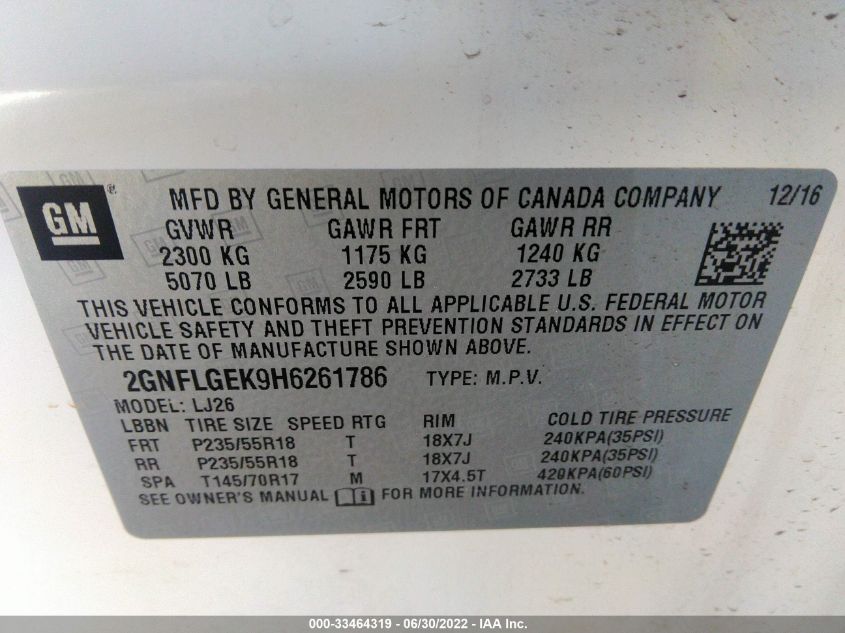 GM ® MFD BY GENERAL MOTORS OF CANADA COMPANY 12/16
GVWR GAWR FRT GAWR RR
2300 KG 1175 KG 1240 KG
5070 LB 2590 LB 2733 LB
THIS VEHICLE CONFORMS TO ALL APPLICABLE U.S. FEDERAL MOTOR
VEHICLE SAFETY AND THEFT PREVENTION STANDARDS IN EFFECT ON
THE DATE OF MANUFACTURE SHOWN ABOVE.
2GNFLGEK9H6261786 TYPE: M.P.V.
MODEL: LJ26
LBBN TIRE SIZE SPEED RTG RIM COLD TIRE PRESSURE
FRT P235/55R18 T 18X7J 240KPA(35PSI)
RR P235/55R18 T 18X7J 240KPA(35PSI)
SPA T145/70R17 M 17X4.5T 420KPA(60PSI)
SEE OWNER'S MANUAL FOR MORE INFORMATION.
000-33464319 - 06/30/2022 - IAA Inc.